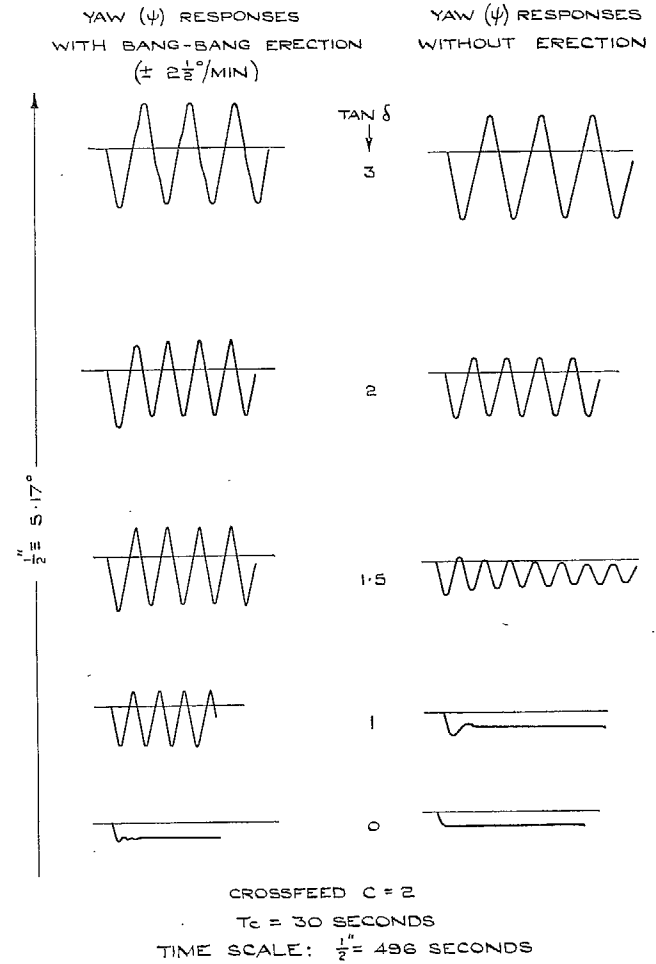 YAW (ψ) RESPONSES
WITH BANG-BANG ERECTION
(± 2½°/MIN)
YAW (ψ) RESPONSES
WITHOUT ERECTION
TAN δ
3
2
1·5
1
0
½" ≡ 5·17°
CROSSFEED C = 2
Tc = 30 SECONDS
TIME SCALE: ½" = 496 SECONDS